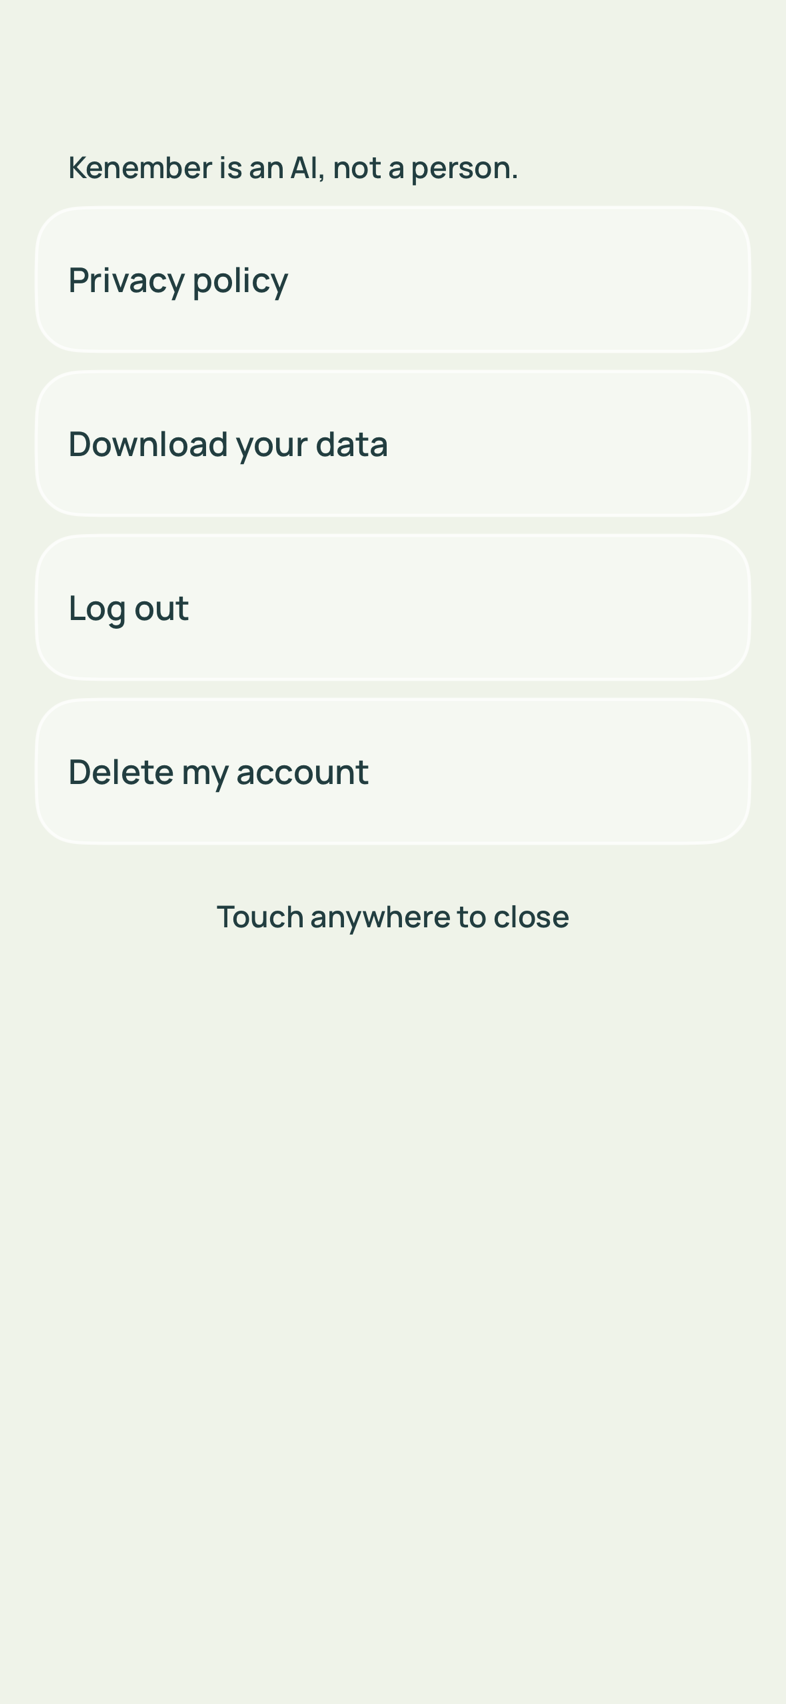 Kenember is an AI, not a person.
Privacy policy
Download your data
Log out
Delete my account
Touch anywhere to close